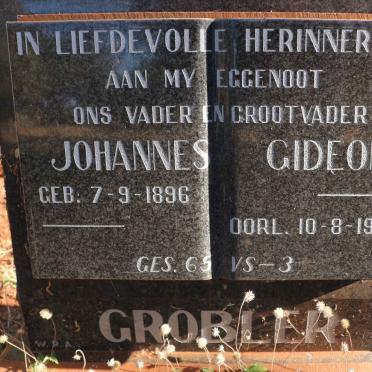 IN LIEFDEVOLLE HERINNER
AAN MY EGGENOOT
ONS VADER EN GROOTVADER
JOHANNES GIDEO
GEB. 7-9-1896
OORL. 10-8-19
GES. 65 VS-3
GROBLER
W.P.A.